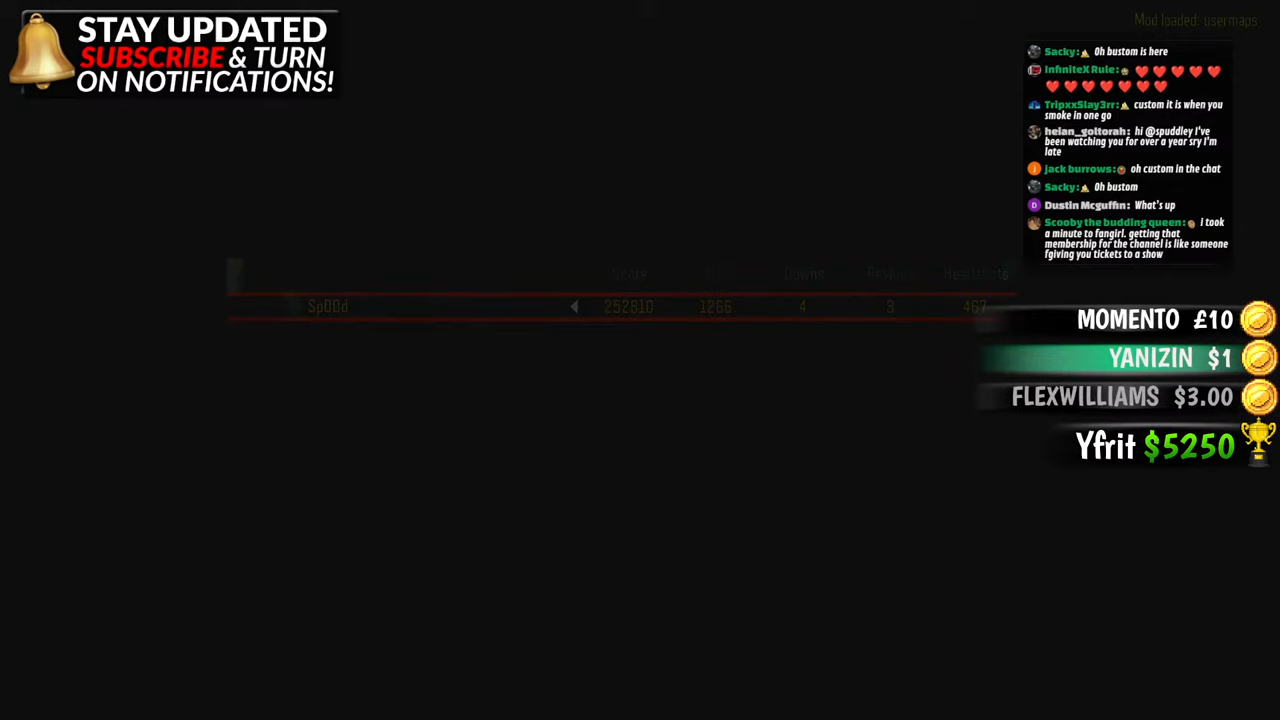 STAY UPDATED
SUBSCRIBE & TURN
ON NOTIFICATIONS!
Mod loaded: usermaps
Sacky: Oh bustom is here
InfiniteX Rule:
TripxxSlay3rr: custom it is when you
smoke in one go
heian_goltorah: hi @spuddley I've
been watching you for over a year sry I'm
late
jack burrows: oh custom in the chat
Sacky: Oh bustom
Dustin Mcguffin: What's up
Scooby the budding queen: i took
a minute to fangirl. getting that
membership for the channel is like someone
fgiving you tickets to a show
Score Downs Headshots
252810 1266 4 3 467
MOMENTO £10
YANIZIN $1
FLEXWILLIAMS $3.00
Yfrit $5250